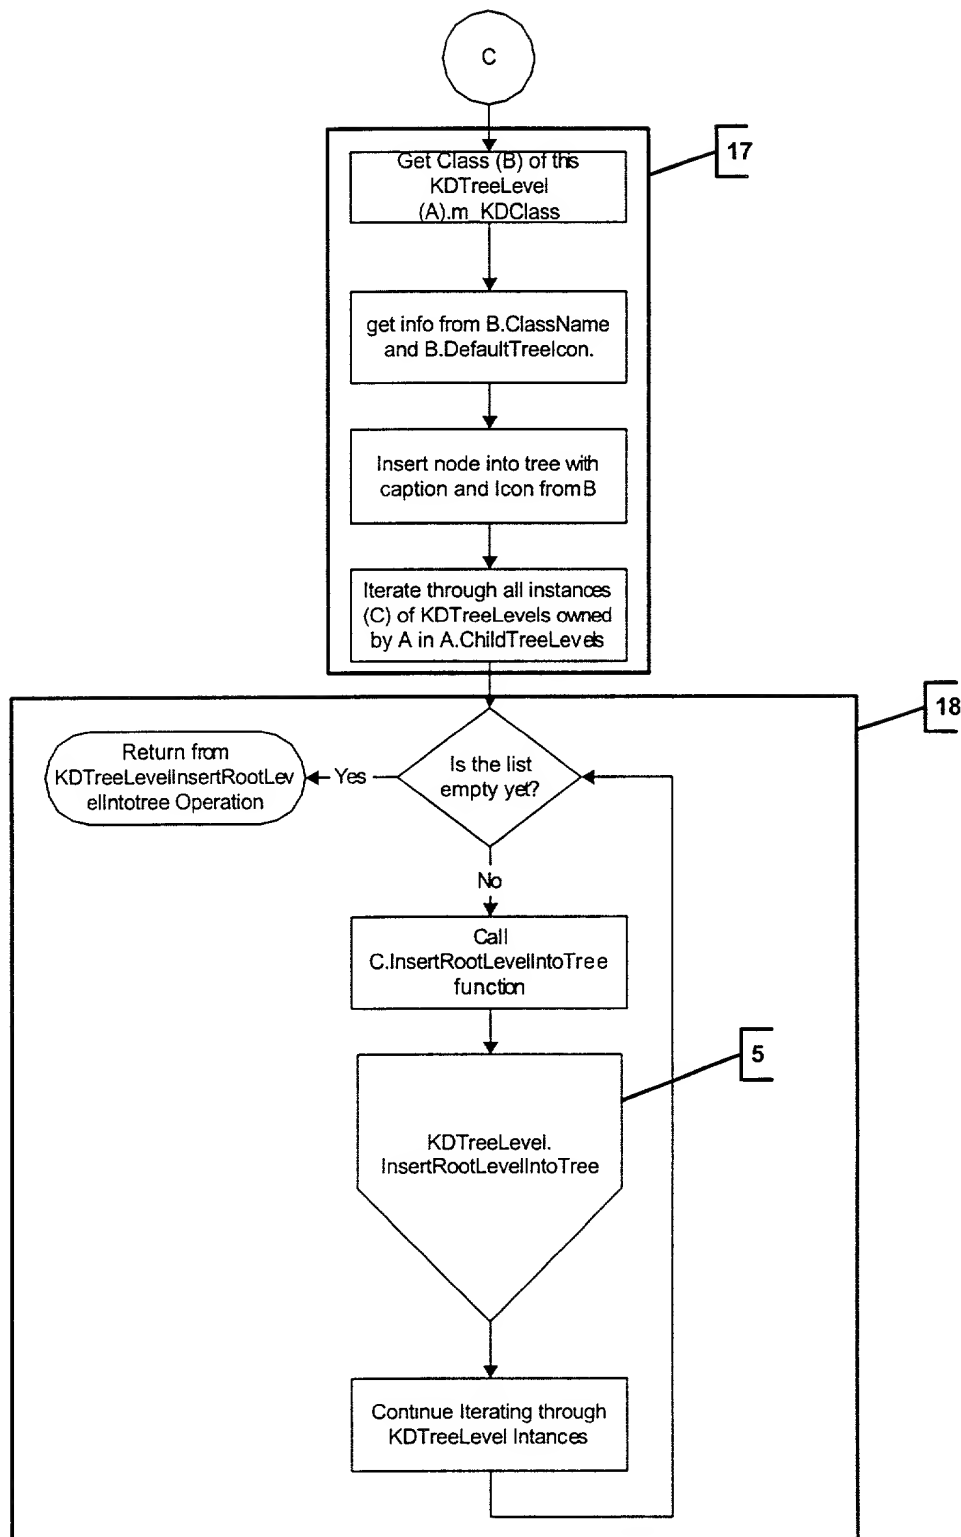 C
17
Get Class (B) of this
KDTreeLevel
(A).m_KDClass
get info from B.ClassName
and B.DefaultTreeIcon.
Insert node into tree with
caption and Icon from B
Iterate through all instances
(C) of KDTreeLevels owned
by A in A.ChildTreeLevels
18
Return from
KDTreeLevelInsertRootLev
elIntotree Operation
Yes
Is the list
empty yet?
No
Call
C.InsertRootLevelIntoTree
function
5
KDTreeLevel.
InsertRootLevelIntoTree
Continue Iterating through
KDTreeLevel Intances